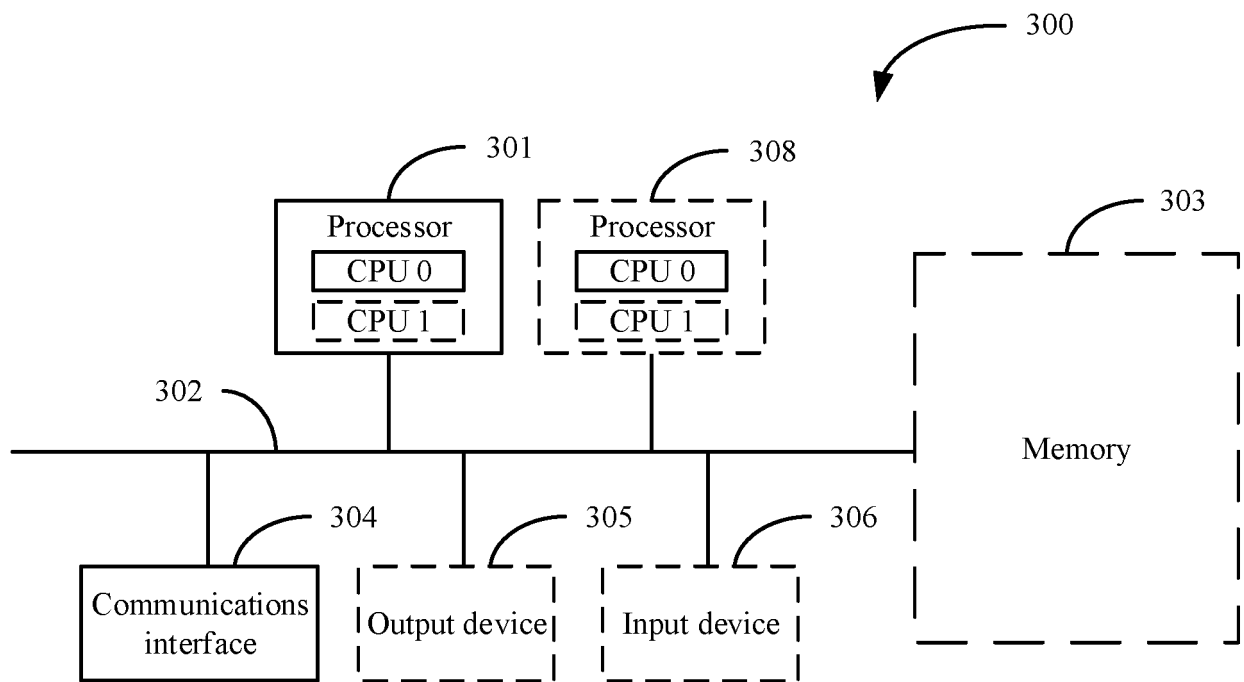 300
301
308
303
Processor
CPU 0
CPU 1
Processor
CPU 0
CPU 1
302
Memory
304
305
306
Communications
interface
Output device
Input device